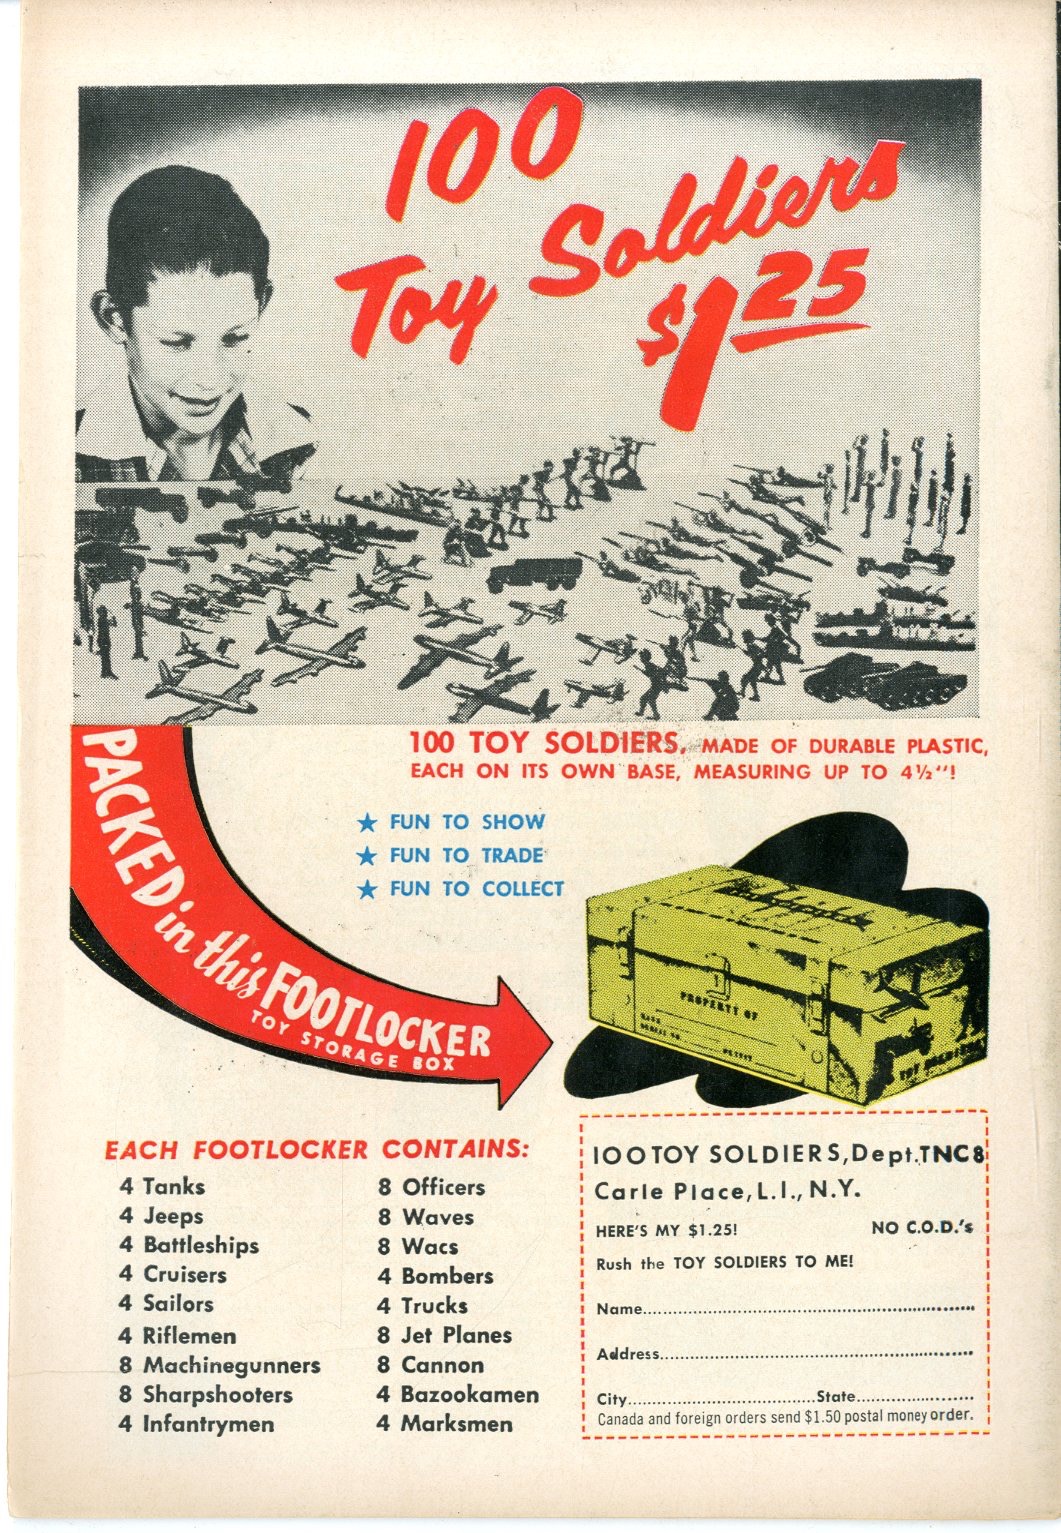 100
Toy Soldiers
$1 25
100 TOY SOLDIERS, MADE OF DURABLE PLASTIC,
EACH ON ITS OWN BASE, MEASURING UP TO 4½"!
★ FUN TO SHOW
★ FUN TO TRADE
★ FUN TO COLLECT
PACKED in this FOOTLOCKER
TOY STORAGE BOX
PROPERTY OF
TOY SOLDIERS
EACH FOOTLOCKER CONTAINS:
4 Tanks
4 Jeeps
4 Battleships
4 Cruisers
4 Sailors
4 Riflemen
8 Machinegunners
8 Sharpshooters
4 Infantrymen
8 Officers
8 Waves
8 Wacs
4 Bombers
4 Trucks
8 Jet Planes
8 Cannon
4 Bazookamen
4 Marksmen
100 TOY SOLDIERS, Dept. TNC 8
Carle Place, L.I., N.Y.
HERE'S MY $1.25! NO C.O.D.'s
Rush the TOY SOLDIERS TO ME!
Name
Address
City State
Canada and foreign orders send $1.50 postal money order.